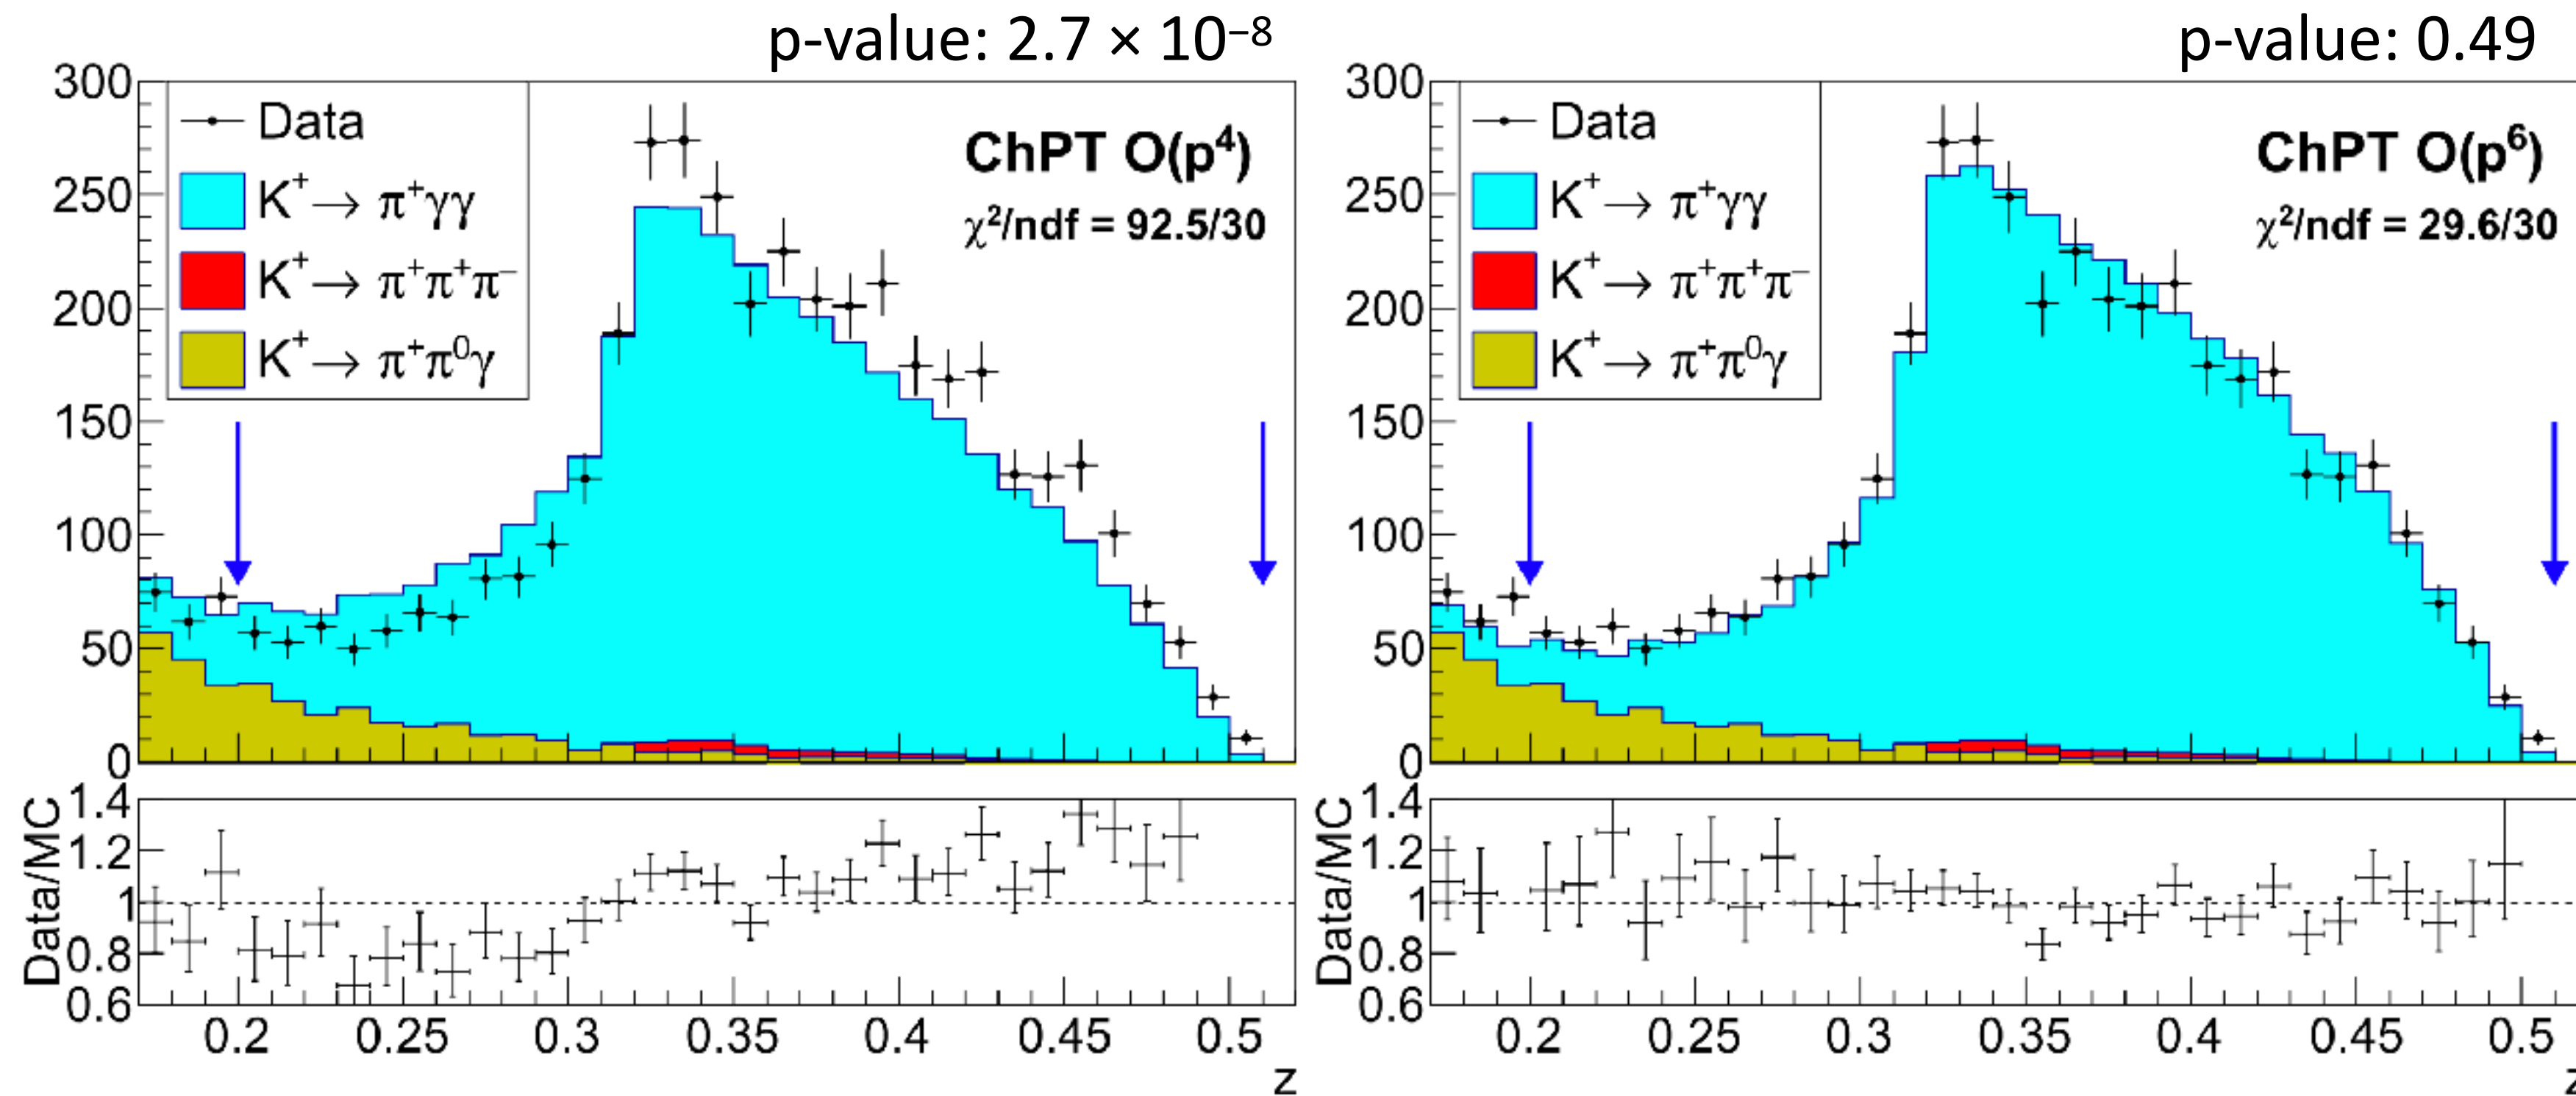 p-value: 2.7 × 10⁻⁸
300
250
200
150
100
50
0
Data
K⁺ → π⁺γγ
K⁺ → π⁺π⁺π⁻
K⁺ → π⁺π⁰γ
ChPT O(p⁴)
χ²/ndf = 92.5/30
Data/MC
1.4
1.2
1
0.8
0.6
0.2 0.25 0.3 0.35 0.4 0.45 0.5
z
p-value: 0.49
300
250
200
150
100
50
0
Data
K⁺ → π⁺γγ
K⁺ → π⁺π⁺π⁻
K⁺ → π⁺π⁰γ
ChPT O(p⁶)
χ²/ndf = 29.6/30
Data/MC
1.4
1.2
1
0.8
0.6
0.2 0.25 0.3 0.35 0.4 0.45 0.5
z